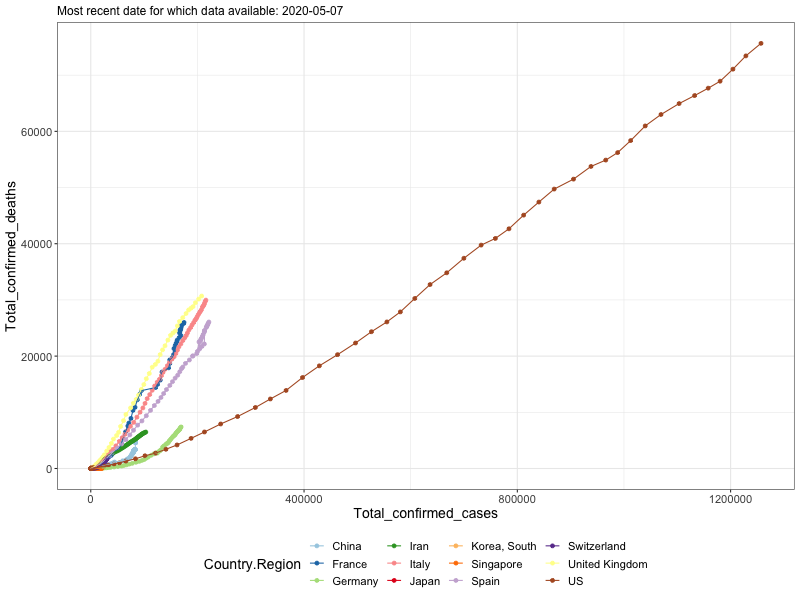 Most recent date for which data available: 2020-05-07
Total_confirmed_deaths
60000
40000
20000
0
0
400000
800000
1200000
Total_confirmed_cases
Country.Region
China
Iran
Korea, South
Switzerland
France
Italy
Singapore
United Kingdom
Germany
Japan
Spain
US